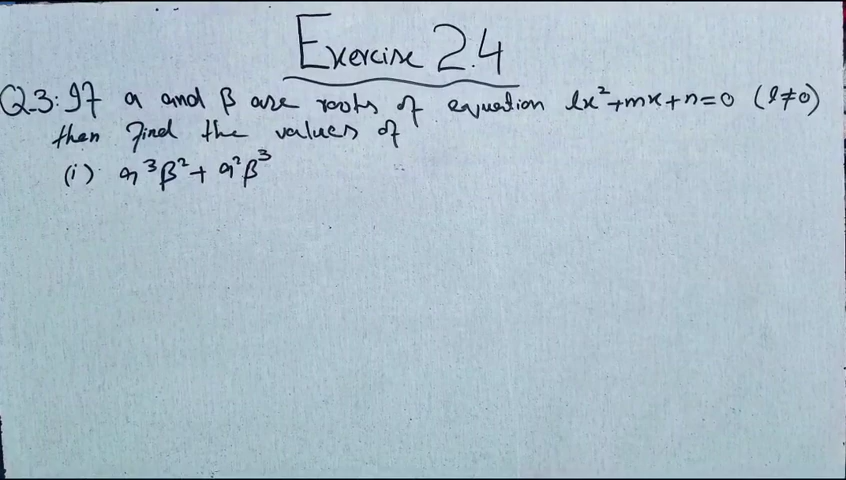 Exercise 2.4
Q.3: If α and β are roots of equation lx²+mx+n=0 (l≠0)
then find the values of
(i) α³β²+α²β³